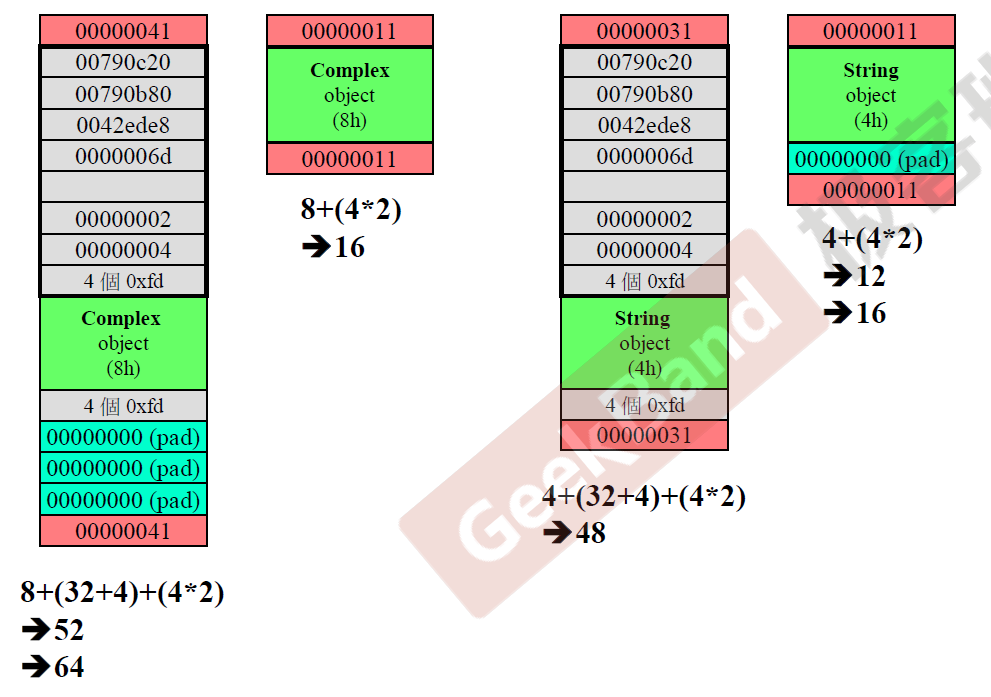 00000041
00790c20
00790b80
0042ede8
0000006d
00000002
00000004
4 個 0xfd
Complex
object
(8h)
4 個 0xfd
00000000 (pad)
00000000 (pad)
00000000 (pad)
00000041
8+(32+4)+(4*2)
➔52
➔64
00000011
Complex
object
(8h)
00000011
8+(4*2)
➔16
00000031
00790c20
00790b80
0042ede8
0000006d
00000002
00000004
4 個 0xfd
String
object
(4h)
4 個 0xfd
00000031
4+(32+4)+(4*2)
➔48
00000011
String
object
(4h)
00000000 (pad)
00000011
4+(4*2)
➔12
➔16
GeekBand
极客班